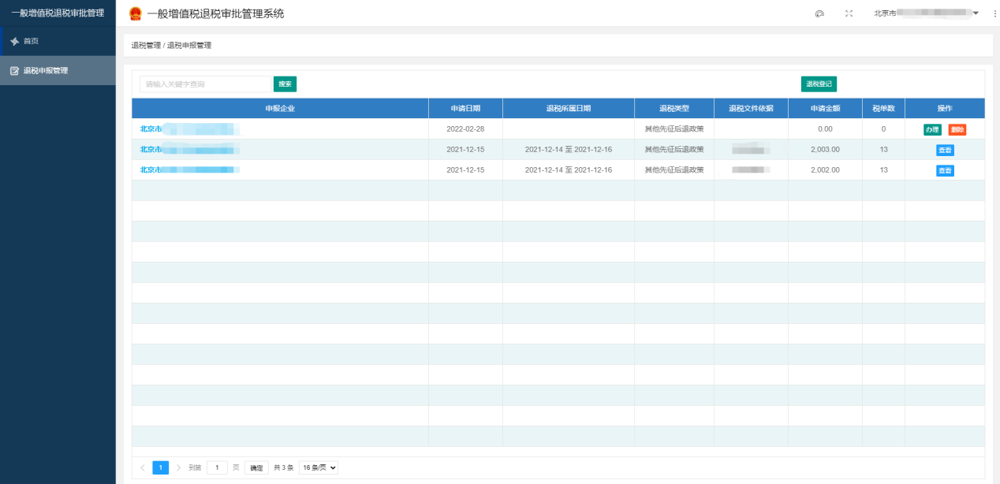 一般增值税退税审批管理
一般增值税退税审批管理系统
北京市
首页
退税管理 / 退税申报管理
退税申报管理
请输入关键字查询
搜索
退税登记
申报企业 申请日期 退税所属日期 退税类型 退税文件依据 申请金额 税单数 操作
北京市 2022-02-28 其他先征后退政策 0.00 0 办理 删除
北京市 2021-12-15 2021-12-14 至 2021-12-16 其他先征后退政策 2,003.00 13 查看
北京市 2021-12-15 2021-12-14 至 2021-12-16 其他先征后退政策 2,002.00 13 查看
1 到第 1 页 确定 共 3 条 16 条/页